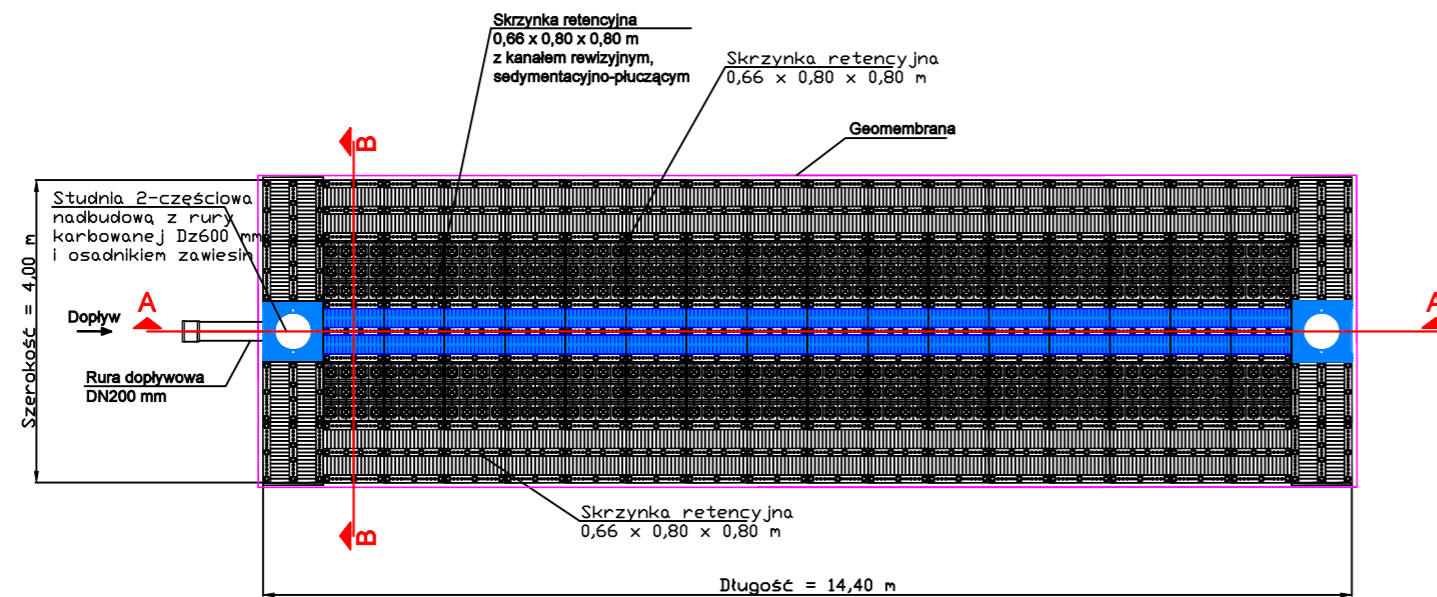 Skrzynka retencyjna
0,66 x 0,80 x 0,80 m
z kanałem rewizyjnym,
sedymentacyjno-płuczącym
Skrzynka retencyjna
0,66 x 0,80 x 0,80 m
Geomembrana
B
Studnia 2-częściowa
nadbudową z rury
karbowanej Dz600 mm
i osadnikiem zawiesin
Szerokość = 4,00 m
A
A
Dopływ
Rura dopływowa
DN200 mm
Skrzynka retencyjna
0,66 x 0,80 x 0,80 m
B
Długość = 14,40 m